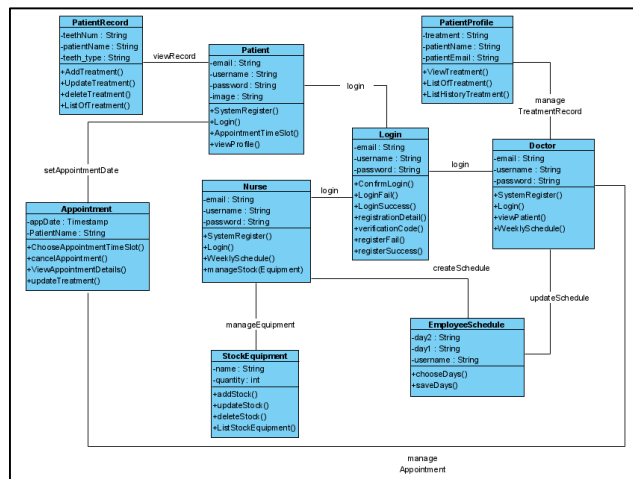 PatientRecord
-teethNum : String
-patientName : String
-teeth_type : String
+AddTreatment()
+UpdateTreatment()
+deleteTreatment()
+ListOfTreatment()
viewRecord
Patient
-email : String
-username : String
-password : String
-image : String
+SystemRegister()
+Login()
+AppointmentTimeSlot()
+viewProfile()
PatientProfile
-treatment : String
-patientName : String
-patientEmail : String
+ViewTreatment()
+ListOfTreatment()
+ListHistoryTreatment()
login
manage
TreatmentRecord
setAppointmentDate
Login
-email : String
-username : String
-password : String
+ConfirmLogin()
+LoginFail()
+LoginSuccess()
+registrationDetail()
+verificationCode()
+registerFail()
+registerSuccess()
login
Doctor
-email : String
-username : String
-password : String
+SystemRegister()
+Login()
+viewPatient()
+WeeklySchedule()
Nurse
-email : String
-username : String
-password : String
+SystemRegister()
+Login()
+WeeklySchedule()
+manageStock(Equipment)
login
Appointment
-appDate : Timestamp
-PatientName : String
+ChooseAppointmentTimeSlot()
+cancelAppointment()
+ViewAppointmentDetails()
+updateTreatment()
createSchedule
updateSchedule
manageEquipment
EmployeeSchedule
-day2 : String
-day1 : String
-username : String
+chooseDays()
+saveDays()
StockEquipment
-name : String
-quantity : int
+addStock()
+updateStock()
+deleteStock()
+ListStockEquipment()
manage
Appointment